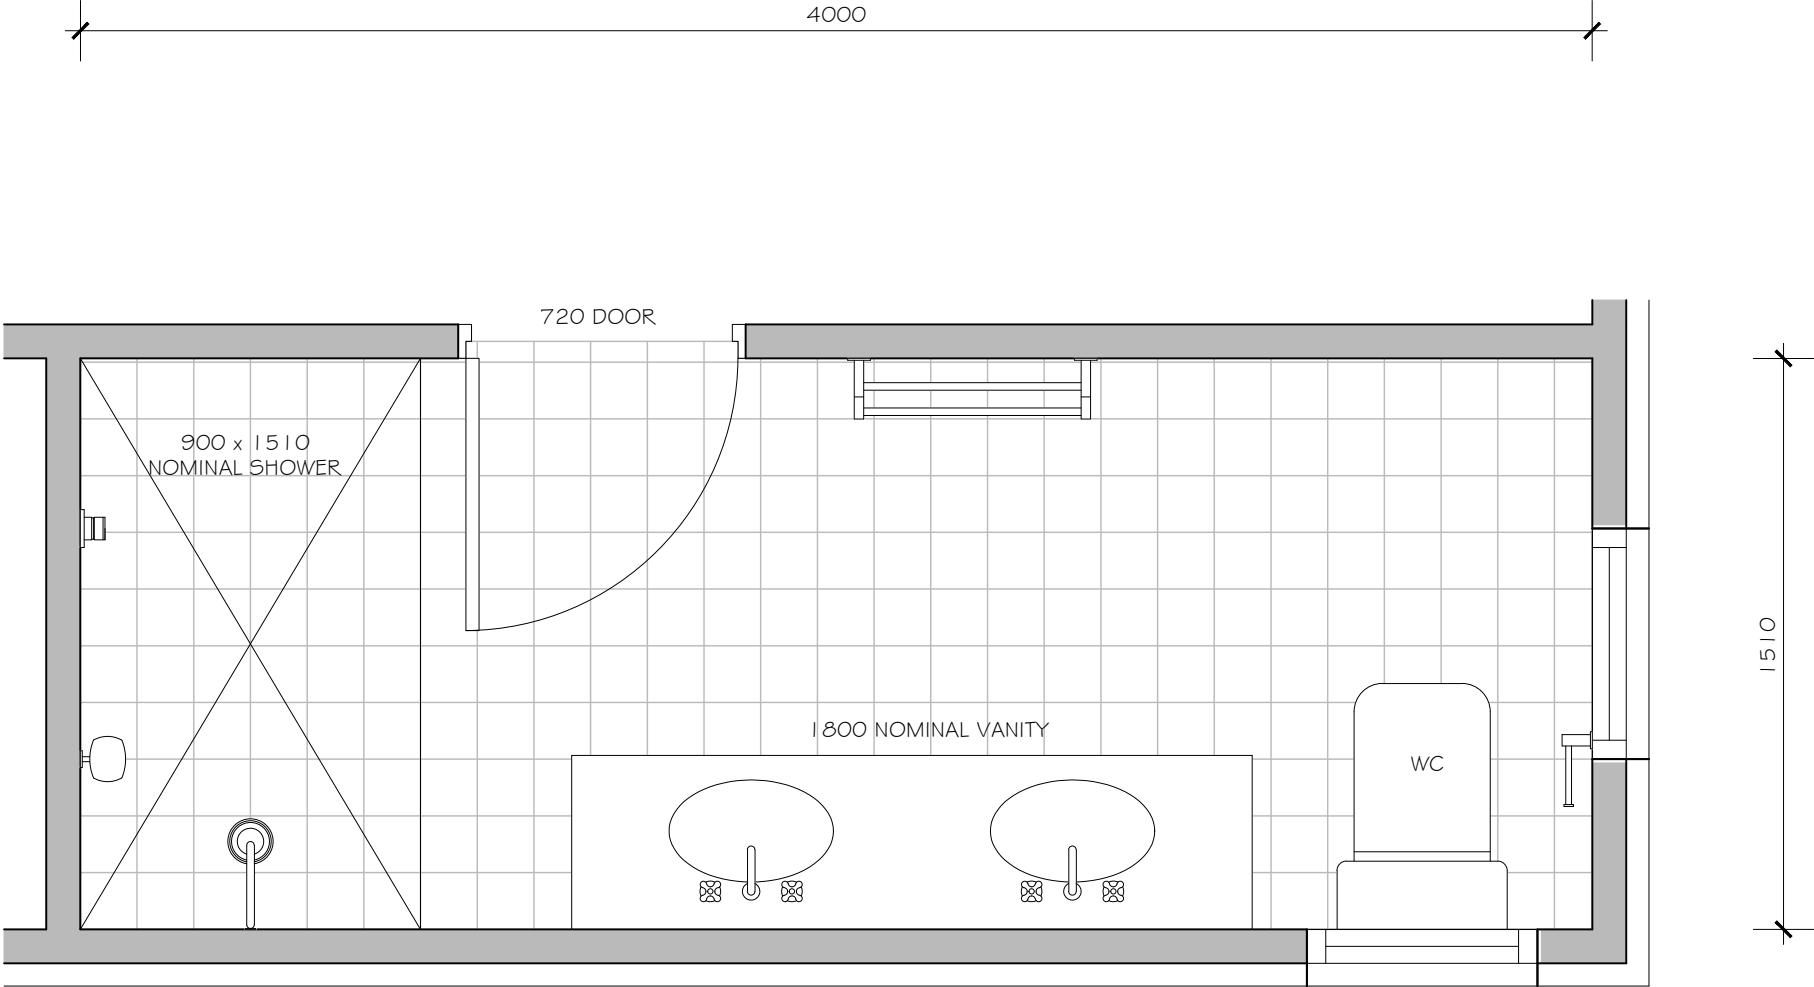 4000
720 DOOR
900 x 1510
NOMINAL SHOWER
1510
1800 NOMINAL VANITY
WC